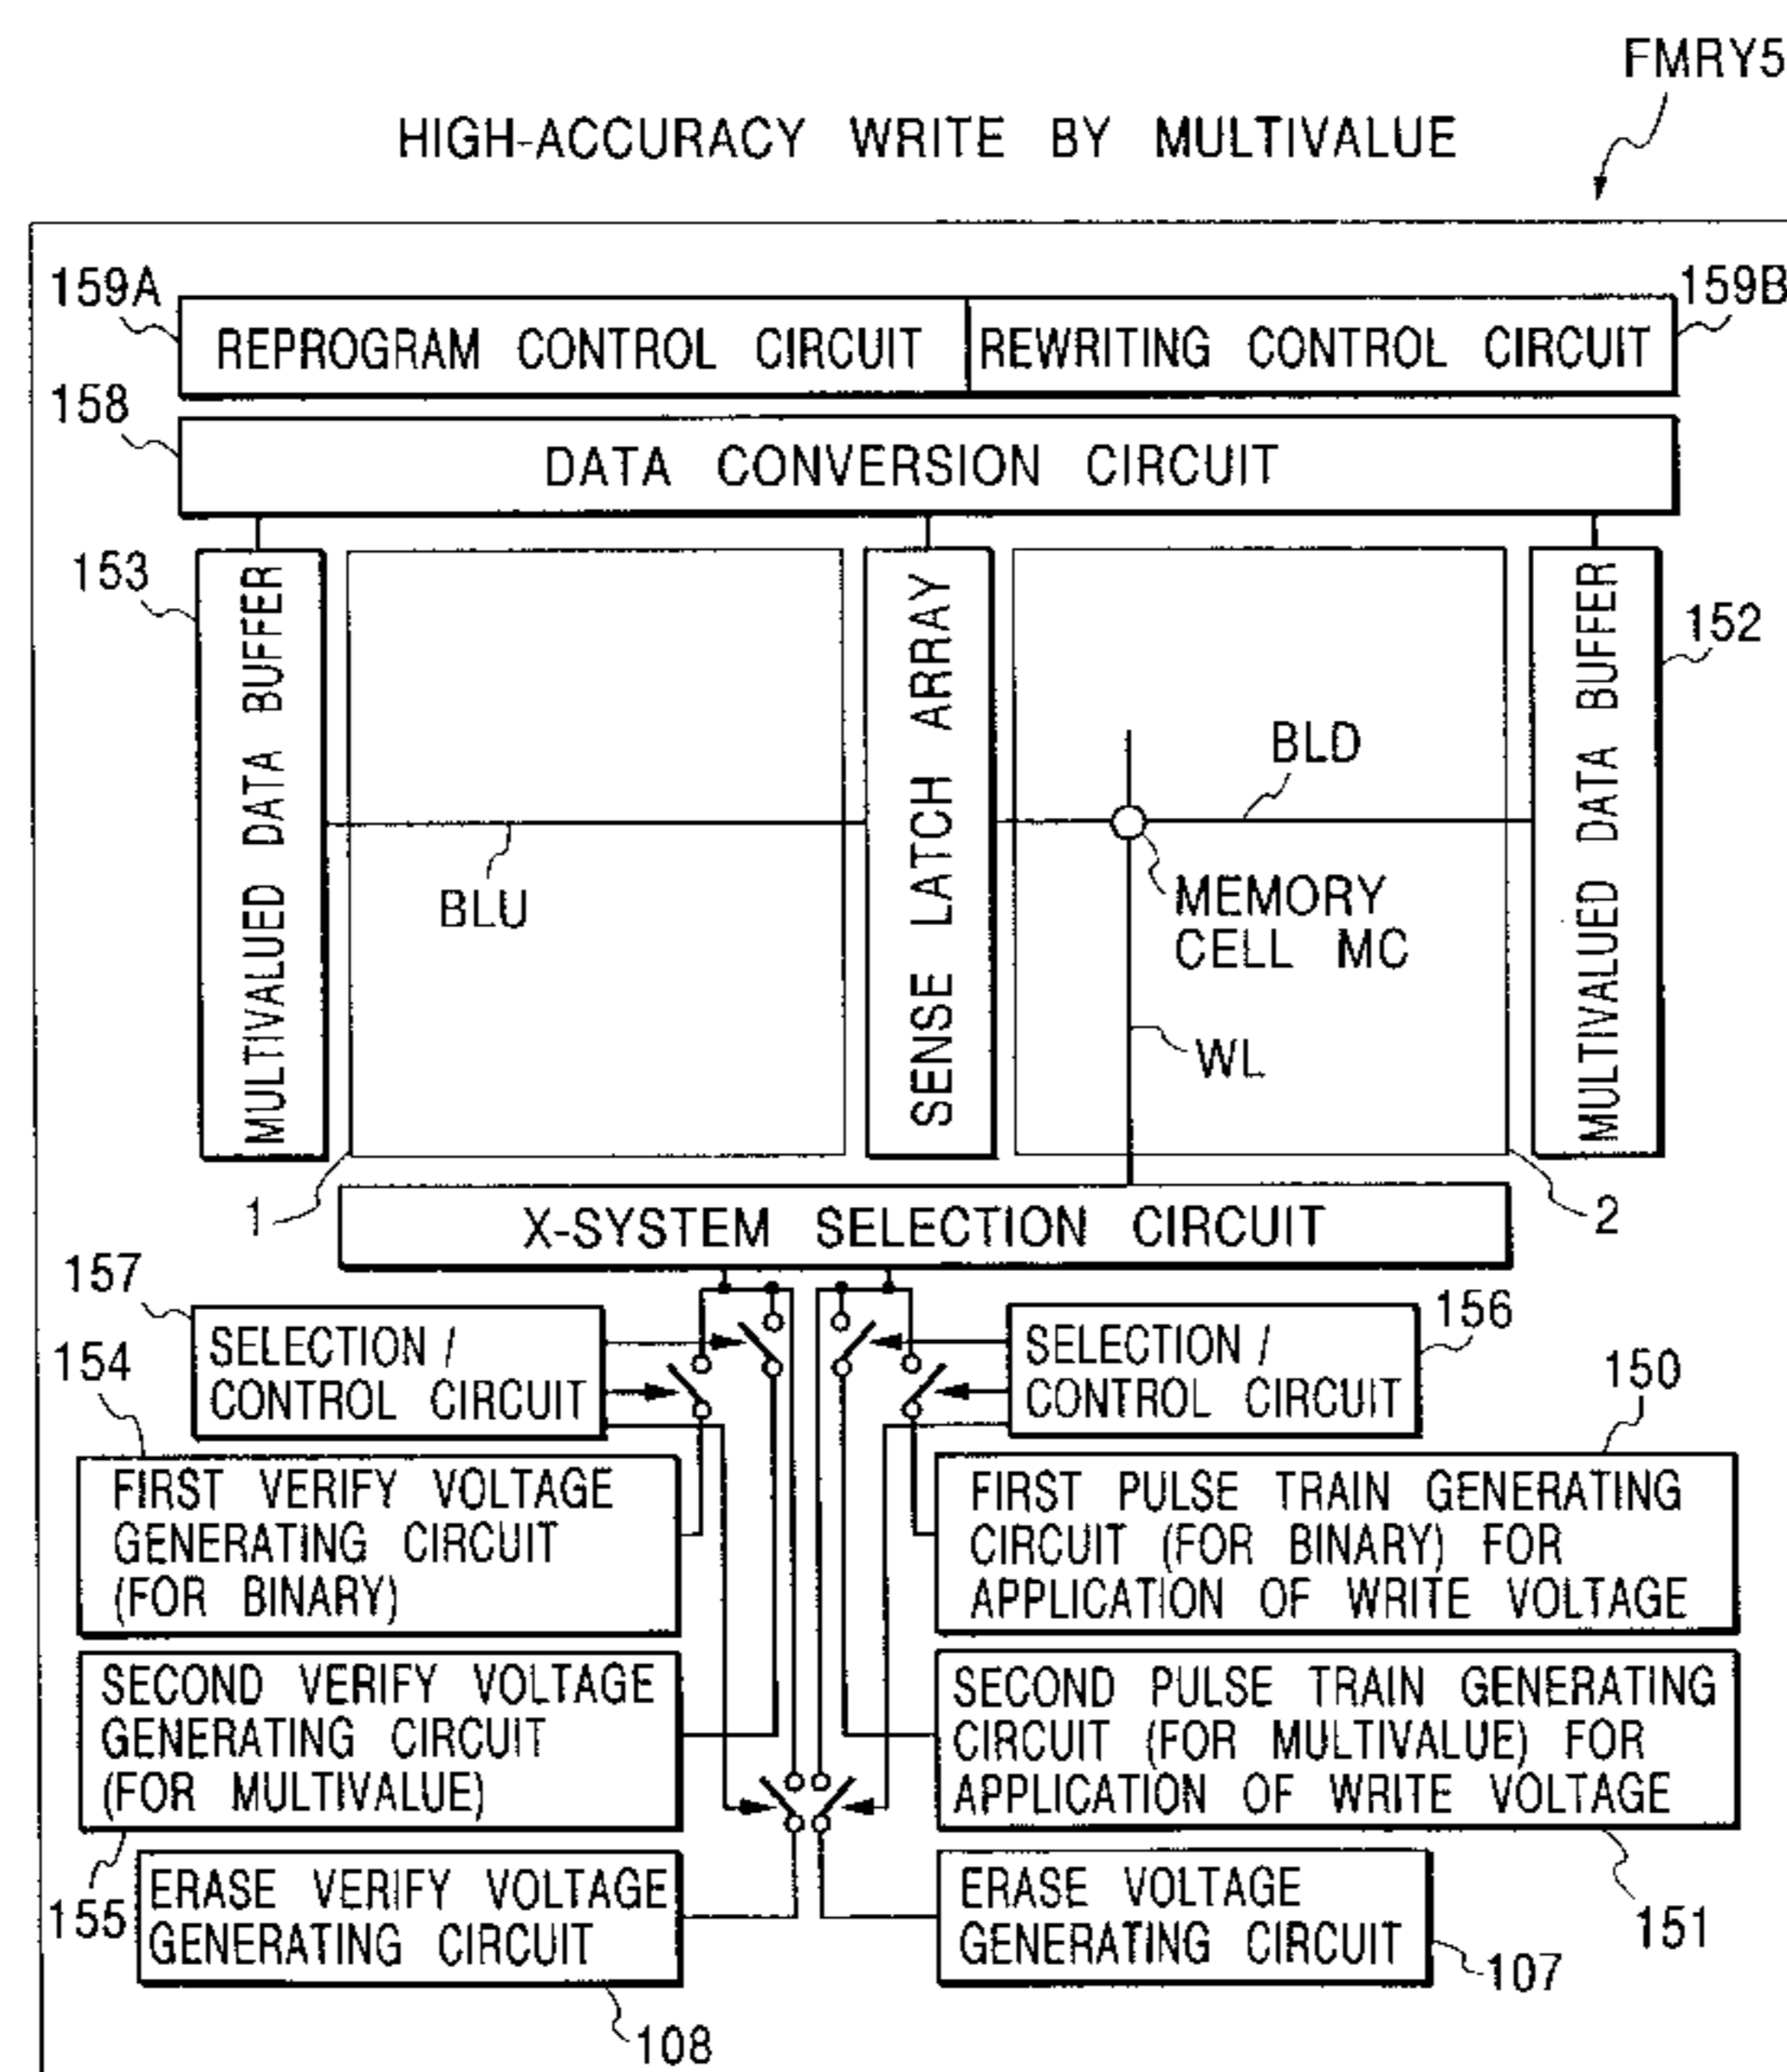 FMRY5
HIGH-ACCURACY WRITE BY MULTIVALUE
159A
159B
REPROGRAM CONTROL CIRCUIT
REWRITING CONTROL CIRCUIT
158
DATA CONVERSION CIRCUIT
153
MULTIVALUED DATA BUFFER
SENSE LATCH ARRAY
MULTIVALUED DATA BUFFER
152
BLD
BLU
MEMORY
CELL MC
WL
1
X-SYSTEM SELECTION CIRCUIT
2
157
SELECTION /
CONTROL CIRCUIT
SELECTION /
CONTROL CIRCUIT
156
154
150
FIRST VERIFY VOLTAGE
GENERATING CIRCUIT
(FOR BINARY)
FIRST PULSE TRAIN GENERATING
CIRCUIT (FOR BINARY) FOR
APPLICATION OF WRITE VOLTAGE
SECOND VERIFY VOLTAGE
GENERATING CIRCUIT
(FOR MULTIVALUE)
SECOND PULSE TRAIN GENERATING
CIRCUIT (FOR MULTIVALUE) FOR
APPLICATION OF WRITE VOLTAGE
155
ERASE VERIFY VOLTAGE
GENERATING CIRCUIT
ERASE VOLTAGE
GENERATING CIRCUIT
151
107
108